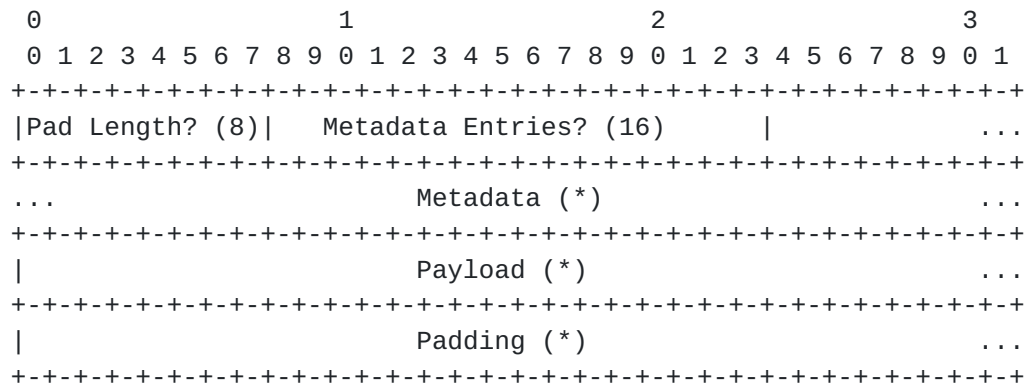 0                   1                   2                   3
 0 1 2 3 4 5 6 7 8 9 0 1 2 3 4 5 6 7 8 9 0 1 2 3 4 5 6 7 8 9 0 1
+-+-+-+-+-+-+-+-+-+-+-+-+-+-+-+-+-+-+-+-+-+-+-+-+-+-+-+-+-+-+-+-+
|Pad Length? (8)|   Metadata Entries? (16)      |             ...
+-+-+-+-+-+-+-+-+-+-+-+-+-+-+-+-+-+-+-+-+-+-+-+-+-+-+-+-+-+-+-+-+
...                       Metadata (*)                        ...
+-+-+-+-+-+-+-+-+-+-+-+-+-+-+-+-+-+-+-+-+-+-+-+-+-+-+-+-+-+-+-+-+
|                         Payload (*)                         ...
+-+-+-+-+-+-+-+-+-+-+-+-+-+-+-+-+-+-+-+-+-+-+-+-+-+-+-+-+-+-+-+-+
|                         Padding (*)                         ...
+-+-+-+-+-+-+-+-+-+-+-+-+-+-+-+-+-+-+-+-+-+-+-+-+-+-+-+-+-+-+-+-+